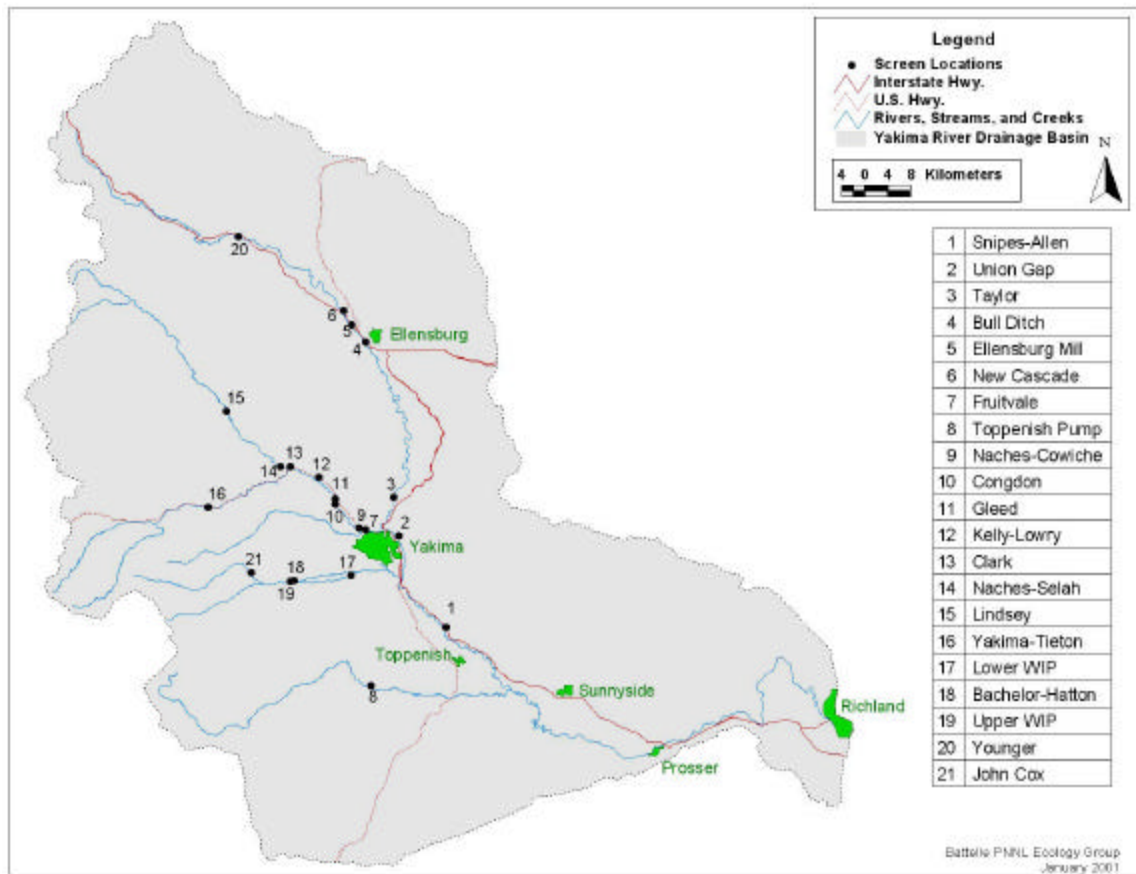 Legend
Screen Locations
Interstate Hwy.
U.S. Hwy.
Rivers, Streams, and Creeks
Yakima River Drainage Basin
N
4 0 4 8 Kilometers
1 Snipes-Allen
2 Union Gap
3 Taylor
4 Bull Ditch
5 Ellensburg Mill
6 New Cascade
7 Fruitvale
8 Toppenish Pump
9 Naches-Cowiche
10 Congdon
11 Gleed
12 Kelly-Lowry
13 Clark
14 Naches-Selah
15 Lindsey
16 Yakima-Tieton
17 Lower WIP
18 Bachelor-Hatton
19 Upper WIP
20 Younger
21 John Cox
20
6
5
Ellensburg
4
15
13
14
12
11
3
16
10
9
7
2
Yakima
21
18
17
19
1
Toppenish
8
Sunnyside
Richland
Prosser
Battelle PNNL Ecology Group
January 2001